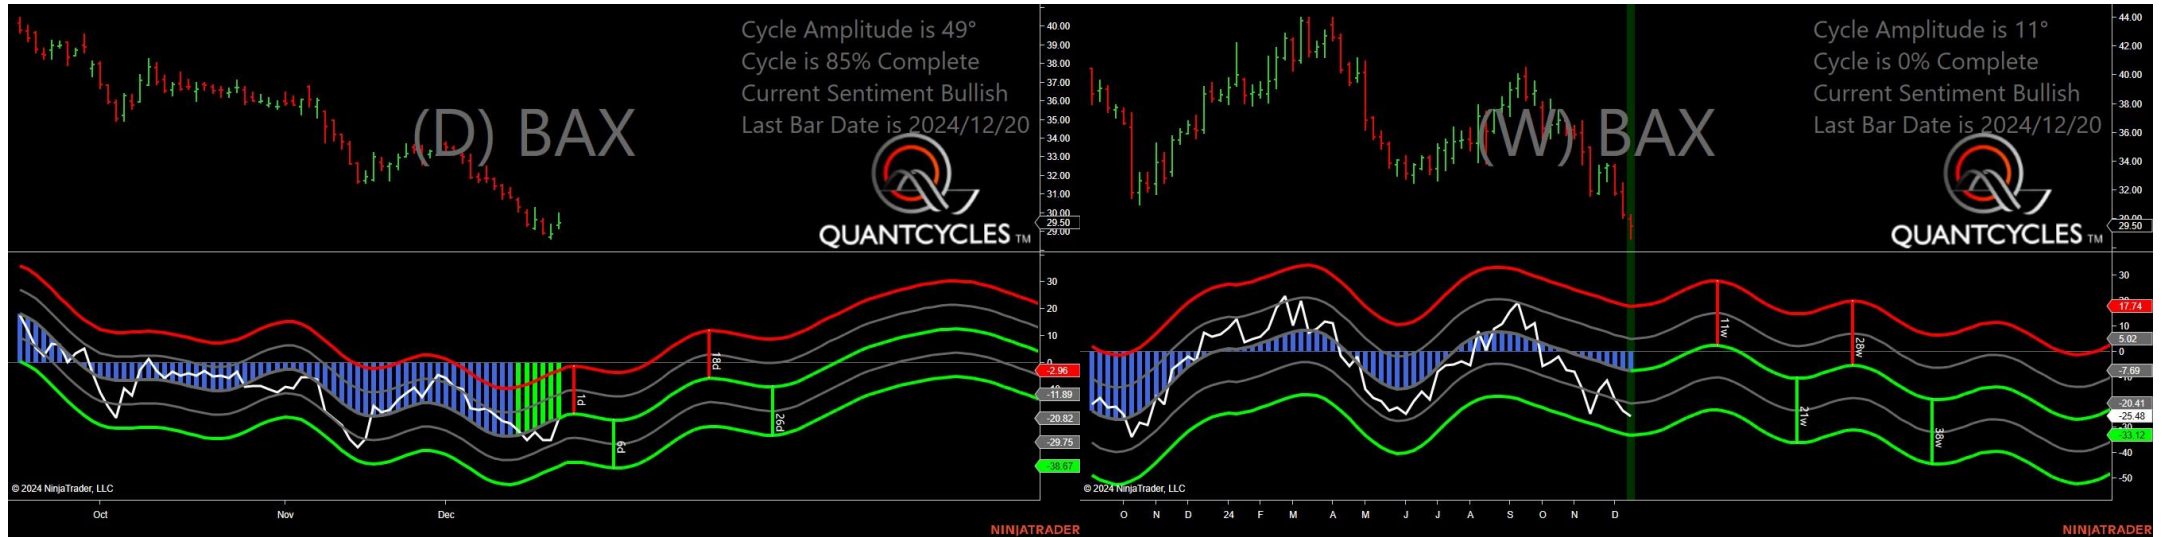 Cycle Amplitude is 49°
Cycle is 85% Complete
Current Sentiment Bullish
Last Bar Date is 2024/12/20
(D) BAX
QUANTCYCLES TM
40.00
39.00
38.00
37.00
36.00
35.00
34.00
33.00
32.00
31.00
30.00
29.50
29.00
30
20
10
0
-2.96
-11.89
-20.82
-29.75
-38.67
1d
6d
18d
26d
© 2024 NinjaTrader, LLC
Oct Nov Dec
NINJATRADER
Cycle Amplitude is 11°
Cycle is 0% Complete
Current Sentiment Bullish
Last Bar Date is 2024/12/20
(W) BAX
QUANTCYCLES TM
44.00
42.00
40.00
38.00
36.00
34.00
32.00
30.00
29.50
30
17.74
10
5.02
0
-7.69
-20.41
-25.48
-33.12
-40
-50
11w
21w
28w
38w
© 2024 NinjaTrader, LLC
O N D 24 F M A M J J A S O N D
NINJATRADER